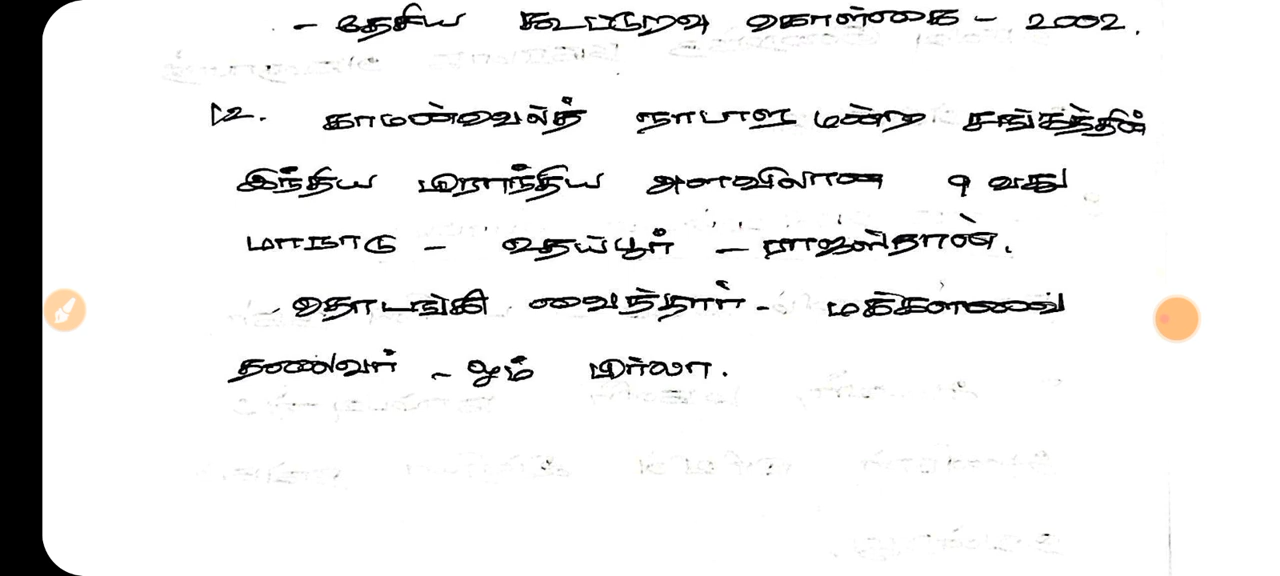 - தேசிய கூட்டுறவு கொள்கை - 2002.
12. காமன்வெல்த் நாடாளுமன்ற சங்கத்தின்
இந்திய பிராந்திய அளவிலான 9 வது
மாநாடு - உதய்பூர் - ராஜஸ்தான்.
தொடங்கி வைத்தார் - மக்களவை
தலைவர் - ஓம் பிர்லா.